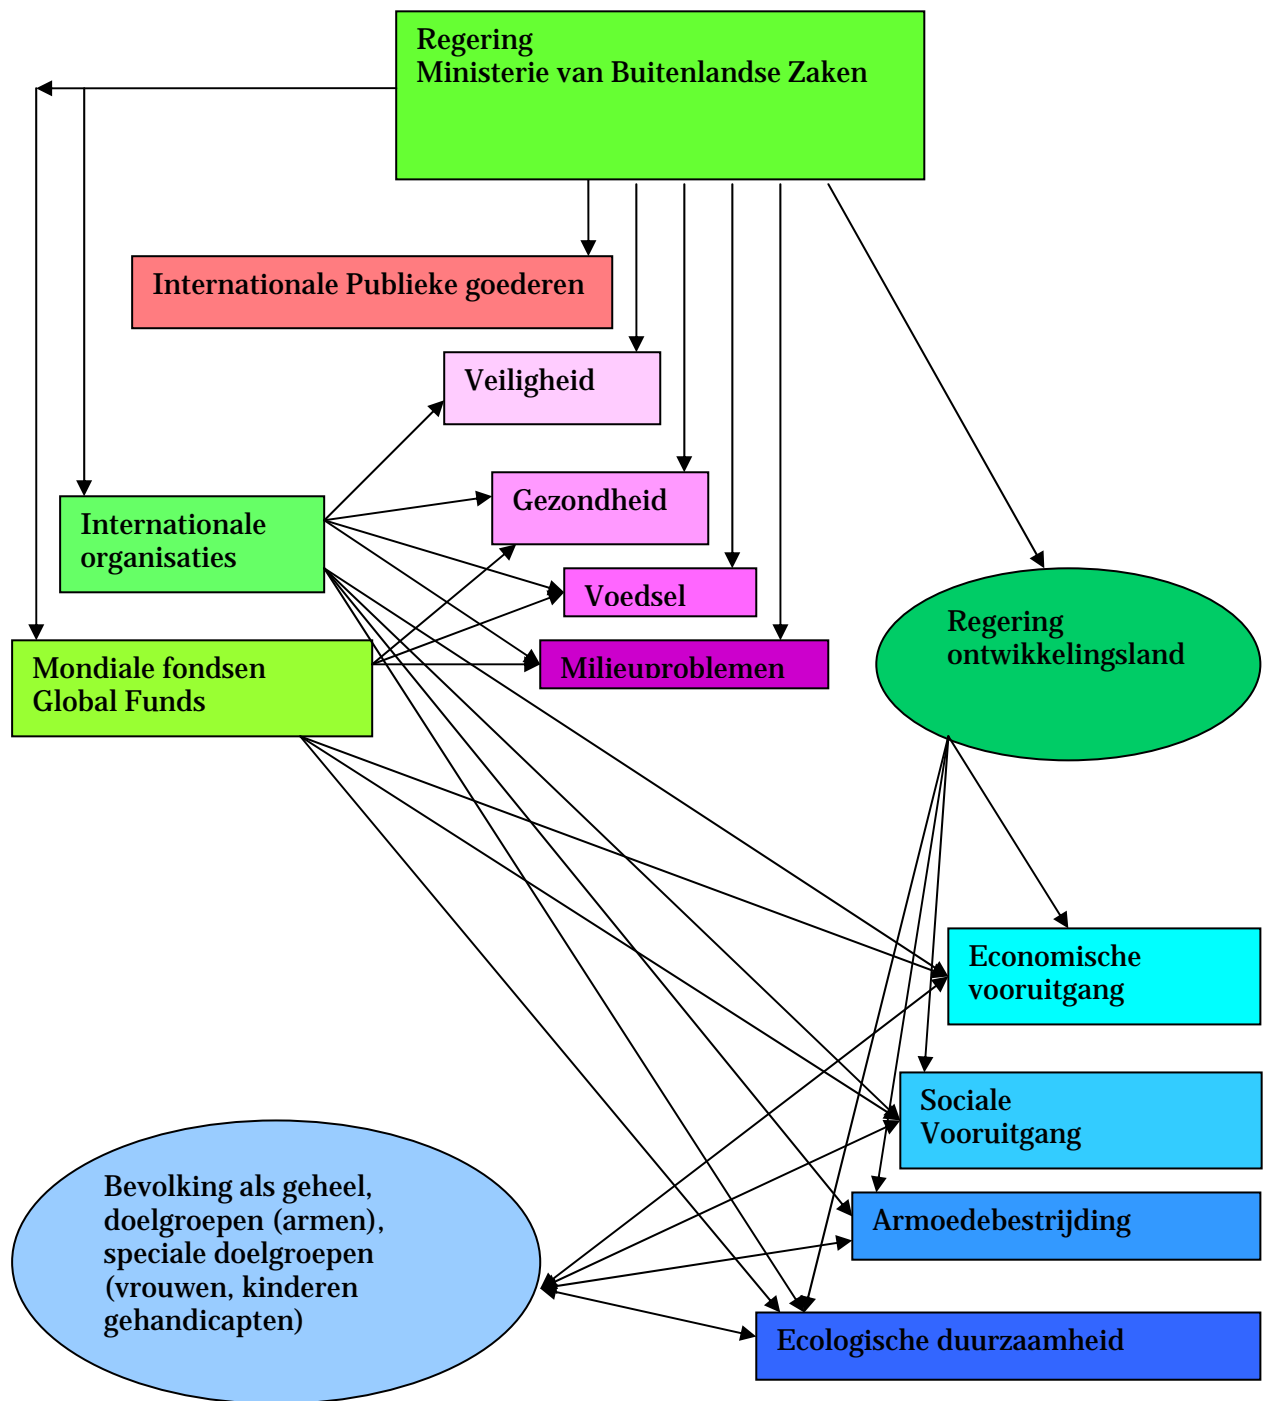 Regering
Ministerie van Buitenlandse Zaken
Internationale Publieke goederen
Veiligheid
Gezondheid
Internationale
organisaties
Voedsel
Regering
ontwikkelingsland
Mondiale fondsen
Global Funds
Milieuproblemen
Economische
vooruitgang
Sociale
Vooruitgang
Bevolking als geheel,
doelgroepen (armen),
speciale doelgroepen
(vrouwen, kinderen
gehandicapten)
Armoedebestrijding
Ecologische duurzaamheid